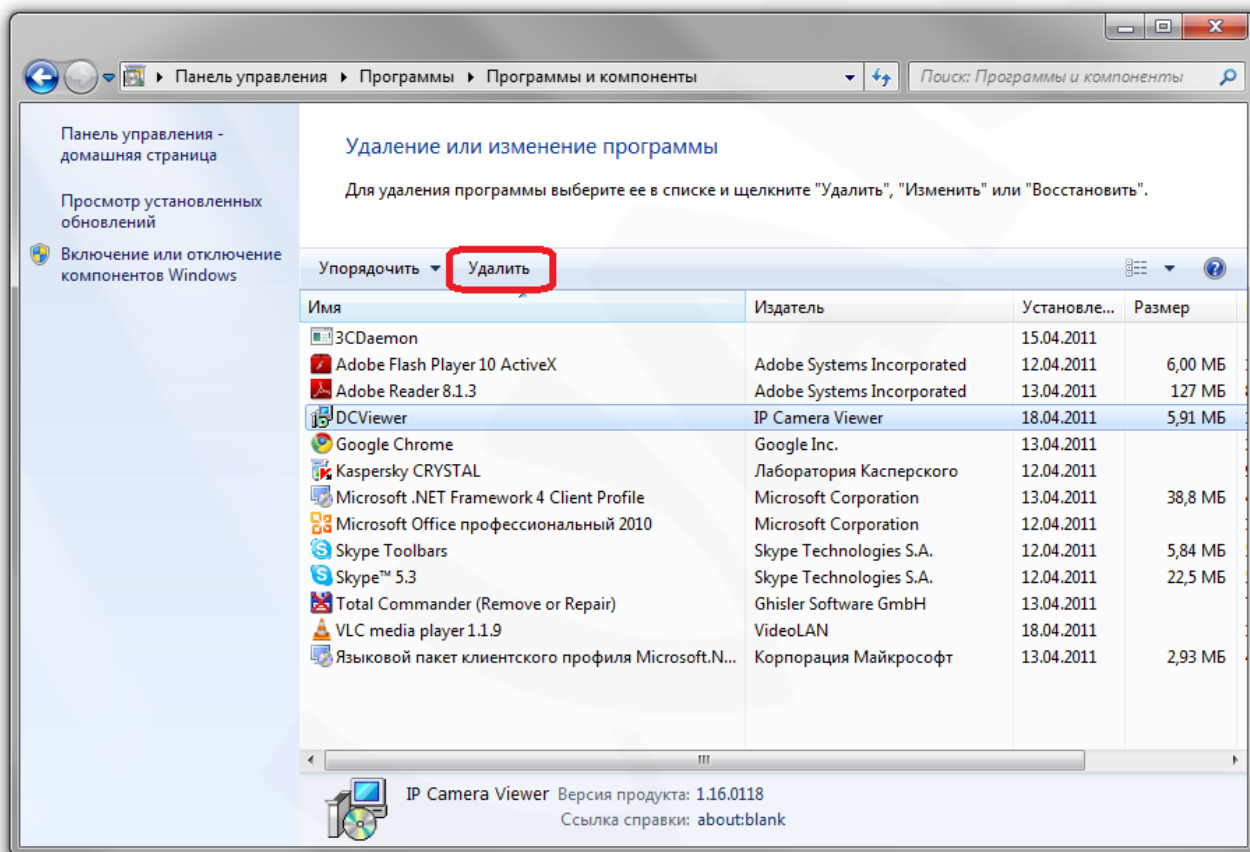 Панель управления ▸ Программы ▸ Программы и компоненты
Поиск: Программы и компоненты
Панель управления -
домашняя страница
Просмотр установленных
обновлений
Включение или отключение
компонентов Windows
Удаление или изменение программы
Для удаления программы выберите ее в списке и щелкните "Удалить", "Изменить" или "Восстановить".
Упорядочить Удалить
Имя Издатель Установле... Размер
3CDaemon 15.04.2011
Adobe Flash Player 10 ActiveX Adobe Systems Incorporated 12.04.2011 6,00 МБ
Adobe Reader 8.1.3 Adobe Systems Incorporated 13.04.2011 127 МБ
DCViewer IP Camera Viewer 18.04.2011 5,91 МБ
Google Chrome Google Inc. 13.04.2011
Kaspersky CRYSTAL Лаборатория Касперского 12.04.2011
Microsoft .NET Framework 4 Client Profile Microsoft Corporation 13.04.2011 38,8 МБ
Microsoft Office профессиональный 2010 Microsoft Corporation 12.04.2011
Skype Toolbars Skype Technologies S.A. 12.04.2011 5,84 МБ
Skype™ 5.3 Skype Technologies S.A. 12.04.2011 22,5 МБ
Total Commander (Remove or Repair) Ghisler Software GmbH 13.04.2011
VLC media player 1.1.9 VideoLAN 18.04.2011
Языковой пакет клиентского профиля Microsoft.N... Корпорация Майкрософт 13.04.2011 2,93 МБ
IP Camera Viewer Версия продукта: 1.16.0118
Ссылка справки: about:blank